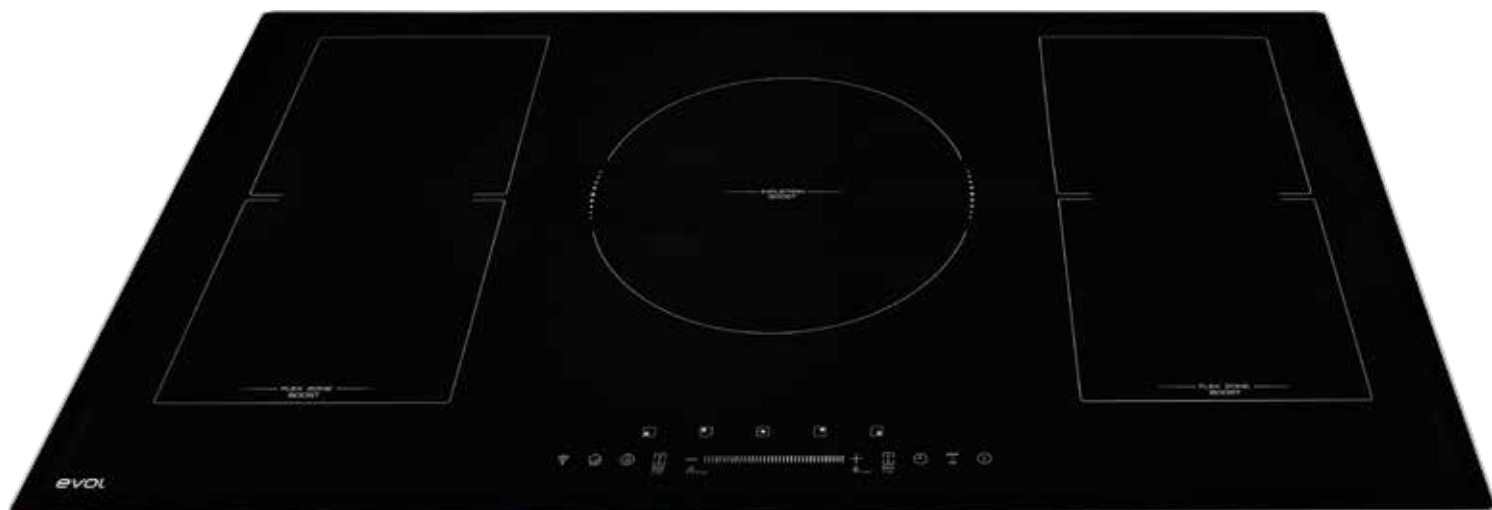 INDUCTION
BOOST
FLEX ZONE
BOOST
FLEX ZONE
BOOST
evol